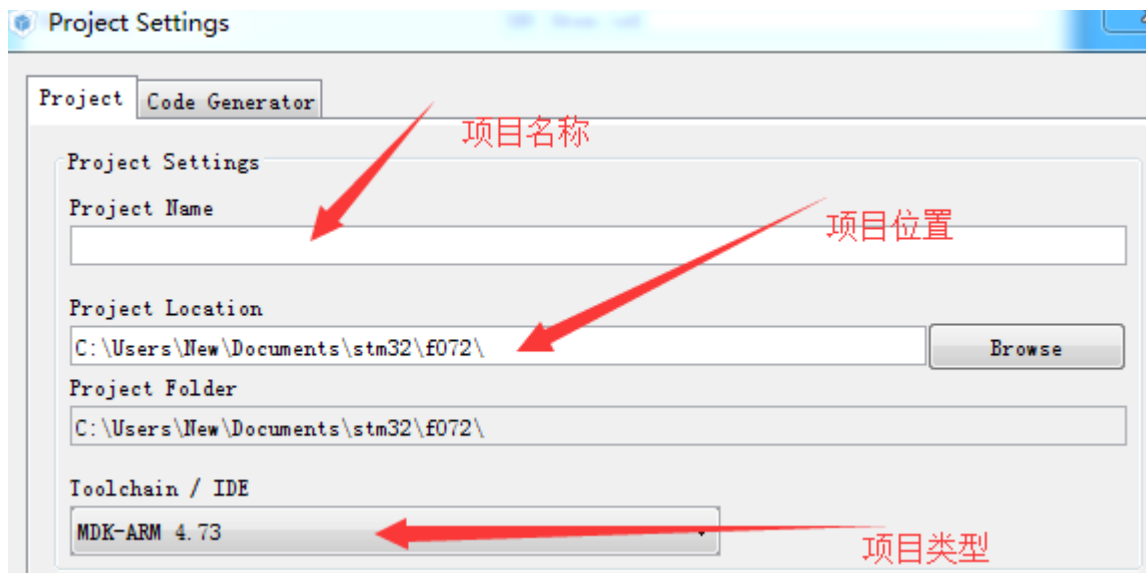 Project Settings
Project
Code Generator
项目名称
Project Settings
Project Name
项目位置
Project Location
C:\Users\New\Documents\stm32\f072\
Browse
Project Folder
C:\Users\New\Documents\stm32\f072\
Toolchain / IDE
MDK-ARM 4.73
项目类型